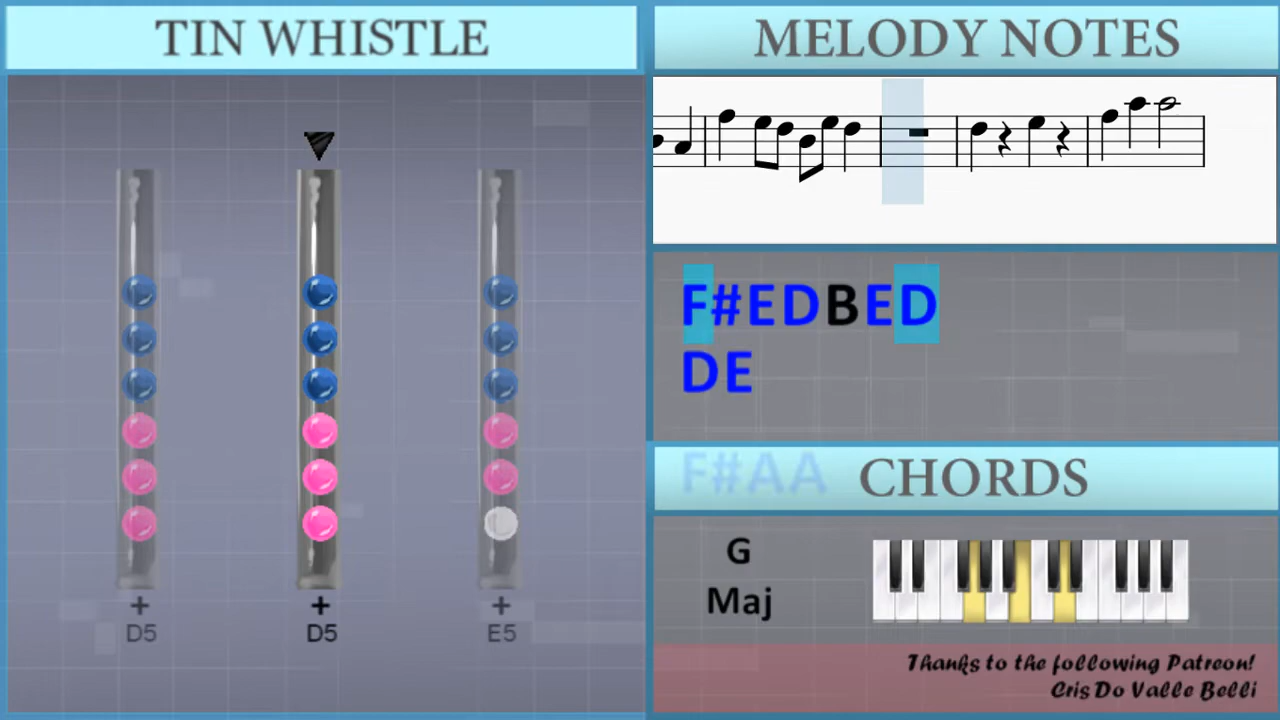 TIN WHISTLE
+
D5
+
D5
+
E5
MELODY NOTES
F#EDBED
DE
F#AA
CHORDS
G
Maj
Thanks to the following Patreon!
Cris Do Valle Belli